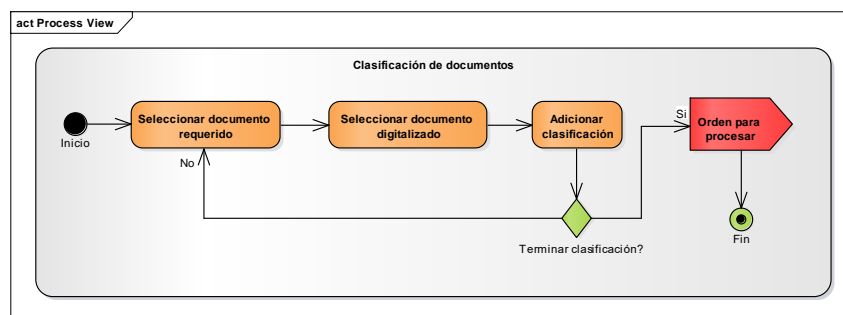 act Process View
Clasificación de documentos
Seleccionar documento
requerido
Seleccionar documento
digitalizado
Adicionar
clasificación
Si
Orden para
procesar
Inicio
No
Terminar clasificación?
Fin